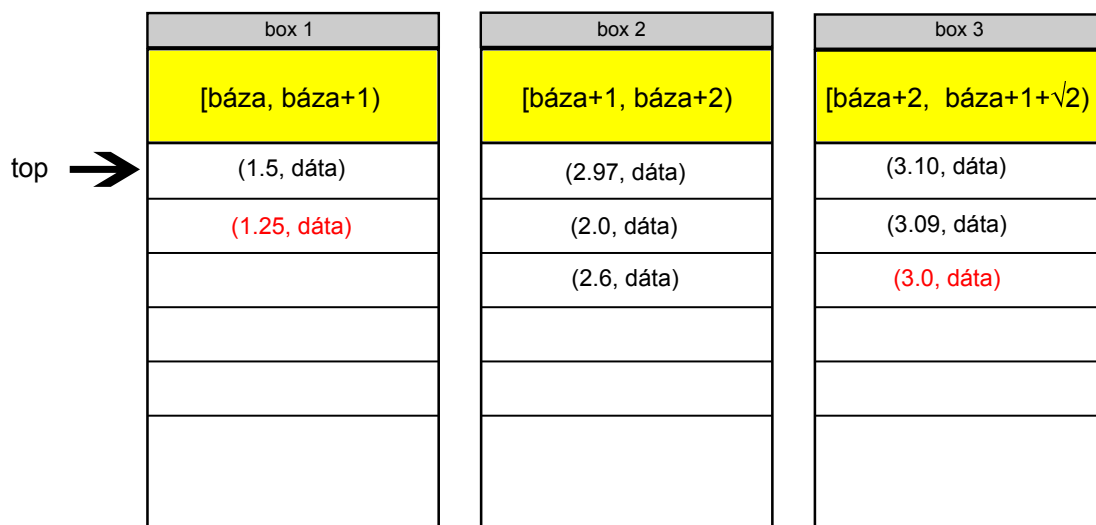 box 1
box 2
box 3
[báza, báza+1)
[báza+1, báza+2)
[báza+2, báza+1+√2)
top
(1.5, dáta)
(2.97, dáta)
(3.10, dáta)
(1.25, dáta)
(2.0, dáta)
(3.09, dáta)
(2.6, dáta)
(3.0, dáta)